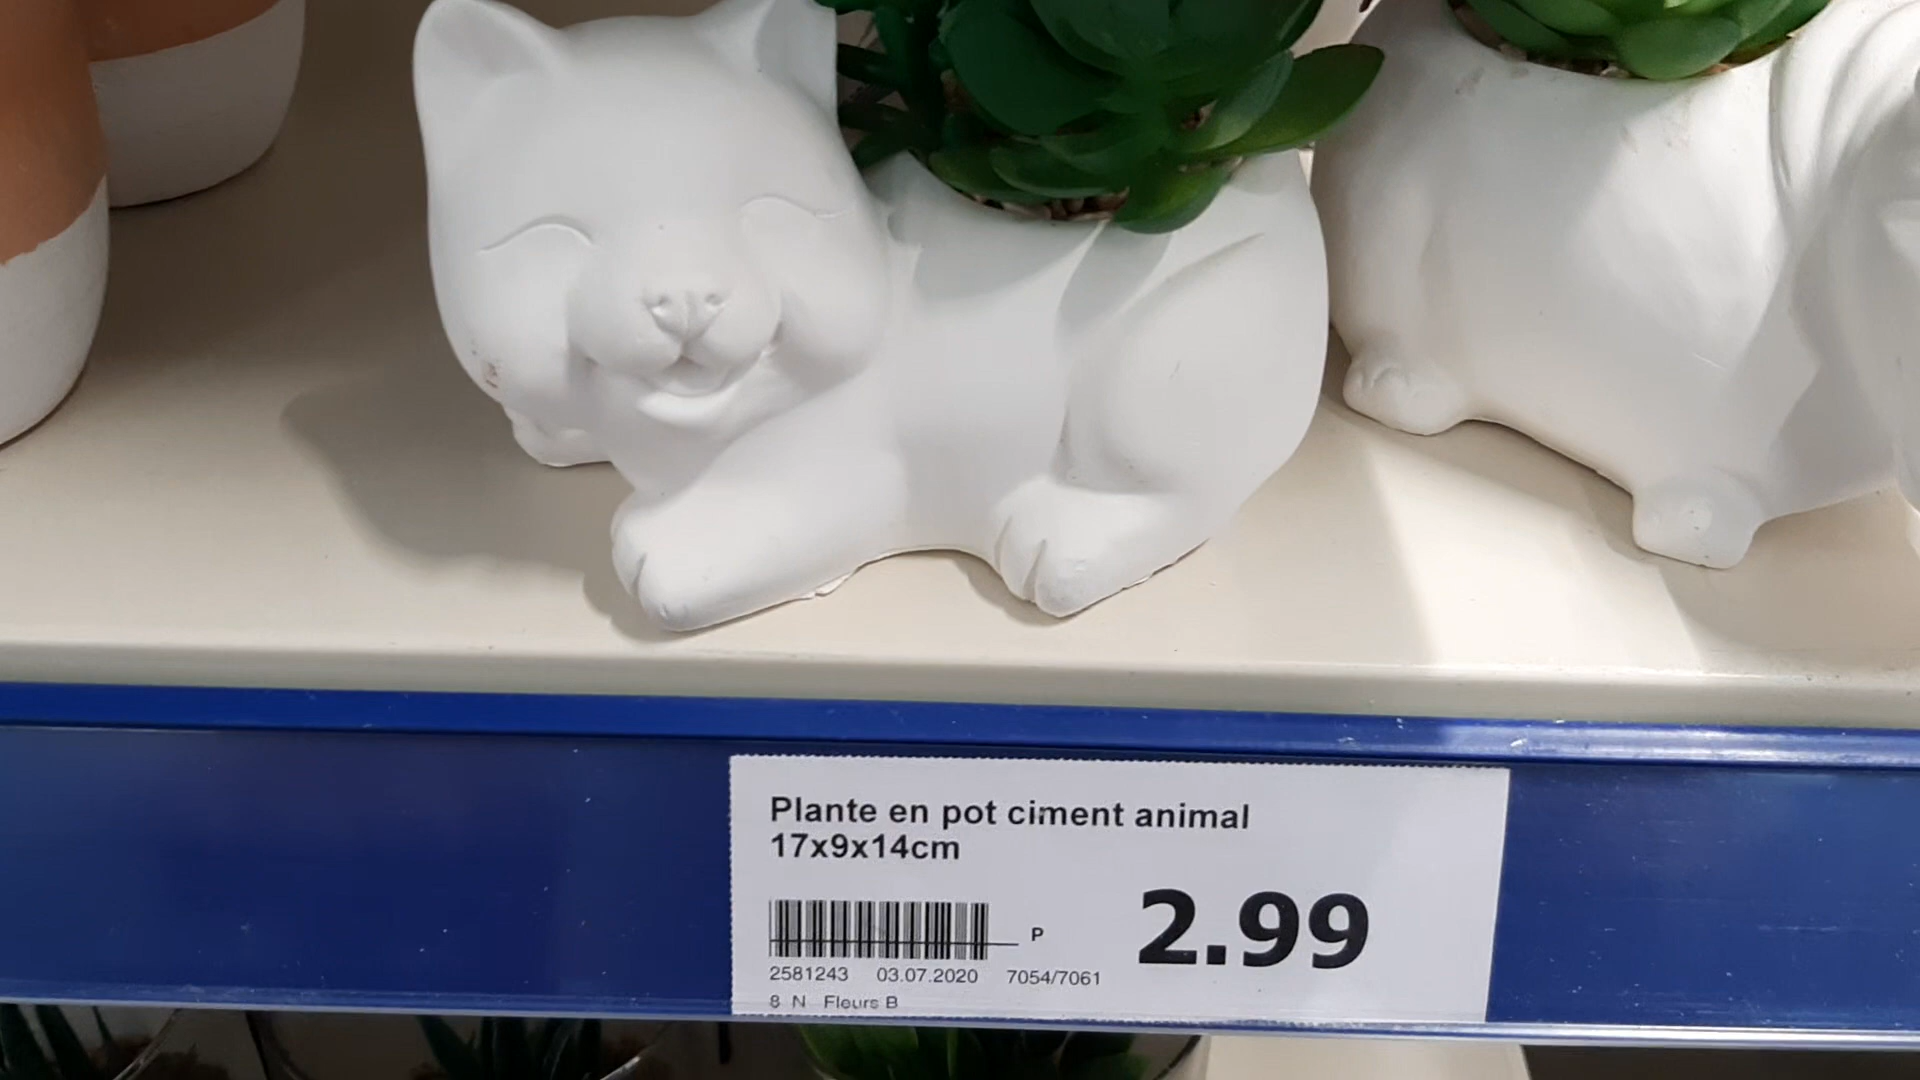 Plante en pot ciment animal
17x9x14cm
P
2.99
2581243 03.07.2020 7054/7061
8 N Fleurs B